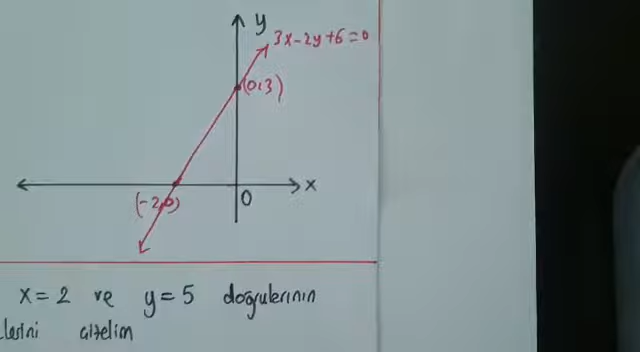 y
3x-2y+6=0
(0,3)
x
(-2,0)
0
x=2 ve y=5 doğrularının
çizelim